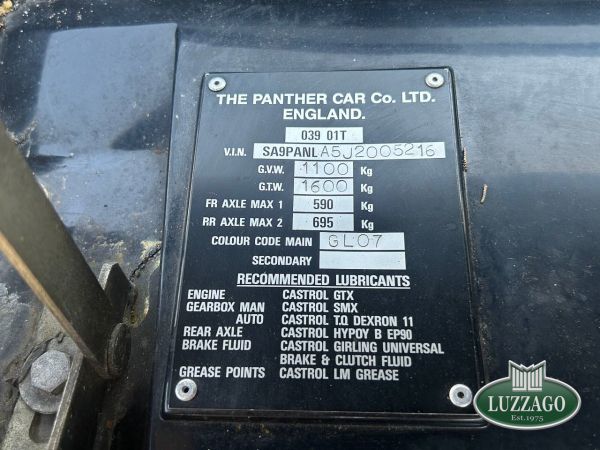 THE PANTHER CAR Co. LTD.
ENGLAND.
039 01T
V.I.N. SA9PANLA5J2005216
G.V.W. 1100 Kg
G.T.W. 1600 Kg
FR AXLE MAX 1 590 Kg
RR AXLE MAX 2 695 Kg
COLOUR CODE MAIN GL07
SECONDARY
RECOMMENDED LUBRICANTS
ENGINE CASTROL GTX
GEARBOX MAN CASTROL SMX
AUTO CASTROL T.Q DEXRON 11
REAR AXLE CASTROL HYPOY B EP90
BRAKE FLUID CASTROL GIRLING UNIVERSAL
BRAKE & CLUTCH FLUID
GREASE POINTS CASTROL LM GREASE
LUZZAGO
Est.1975